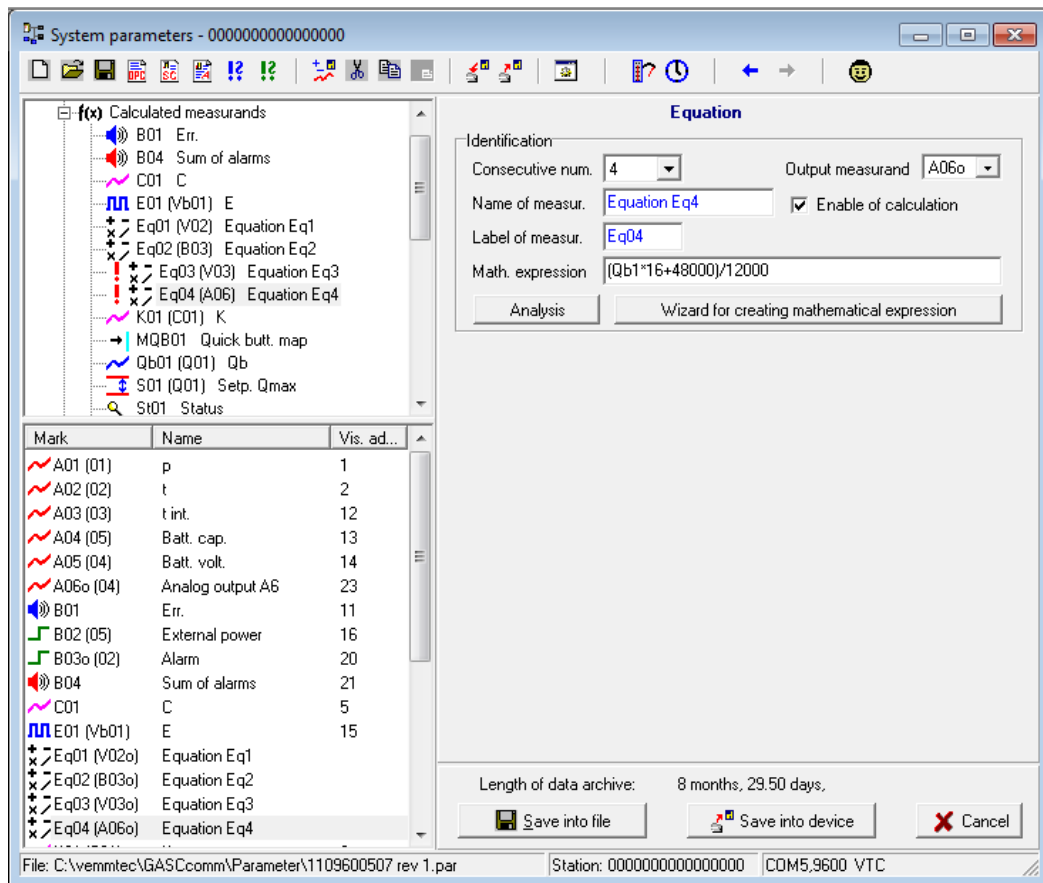 System parameters - 0000000000000000
f(x) Calculated measurands
B01 Err.
B04 Sum of alarms
C01 C
E01 (Vb01) E
Eq01 (V02) Equation Eq1
Eq02 (B03) Equation Eq2
Eq03 (V03) Equation Eq3
Eq04 (A06) Equation Eq4
K01 (C01) K
MQB01 Quick butt. map
Qb01 (Q01) Qb
S01 (Q01) Setp. Qmax
St01 Status
Equation
Identification
Consecutive num. 4 Output measurand A06o
Name of measur. Equation Eq4 Enable of calculation
Label of measur. Eq04
Math. expression (Qb1*16+48000)/12000
Analysis Wizard for creating mathematical expression
Mark Name Vis. ad...
A01 (01) p 1
A02 (02) t 2
A03 (03) t int. 12
A04 (05) Batt. cap. 13
A05 (04) Batt. volt. 14
A06o (04) Analog output A6 23
B01 Err. 11
B02 (05) External power 16
B03o (02) Alarm 20
B04 Sum of alarms 21
C01 C 5
E01 (Vb01) E 15
Eq01 (V02o) Equation Eq1
Eq02 (B03o) Equation Eq2
Eq03 (V03o) Equation Eq3
Eq04 (A06o) Equation Eq4
Length of data archive: 8 months, 29.50 days,
Save into file Save into device Cancel
File: C:\vemmtec\GASCcomm\Parameter\1109600507 rev 1.par Station: 0000000000000000 COM5,9600 VTC